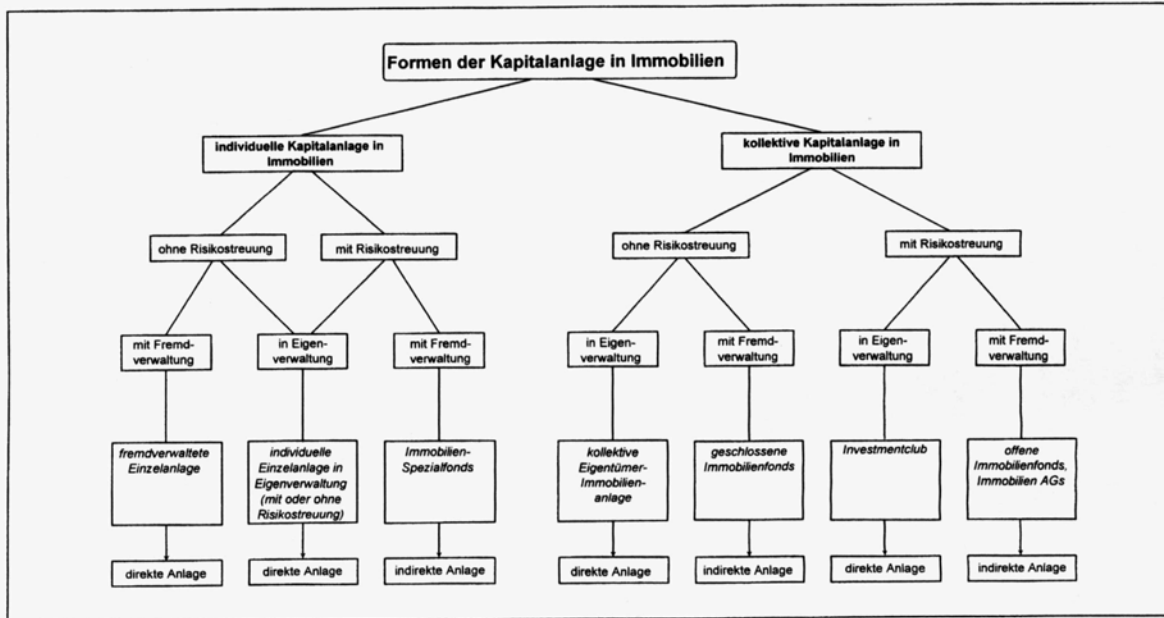 Formen der Kapitalanlage in Immobilien
individuelle Kapitalanlage in
Immobilien
kollektive Kapitalanlage in
Immobilien
ohne Risikostreuung
mit Risikostreuung
ohne Risikostreuung
mit Risikostreuung
mit Fremd-
verwaltung
in Eigen-
verwaltung
mit Fremd-
verwaltung
in Eigen-
verwaltung
mit Fremd-
verwaltung
in Eigen-
verwaltung
mit Fremd-
verwaltung
fremdverwaltete
Einzelanlage
individuelle
Einzelanlage in
Eigenverwaltung
(mit oder ohne
Risikostreuung)
Immobilien-
Spezialfonds
kollektive
Eigentümer-
Immobilien-
anlage
geschlossene
Immobilienfonds
Investmentclub
offene
Immobilienfonds,
Immobilien AGs
direkte Anlage
direkte Anlage
indirekte Anlage
direkte Anlage
indirekte Anlage
direkte Anlage
indirekte Anlage